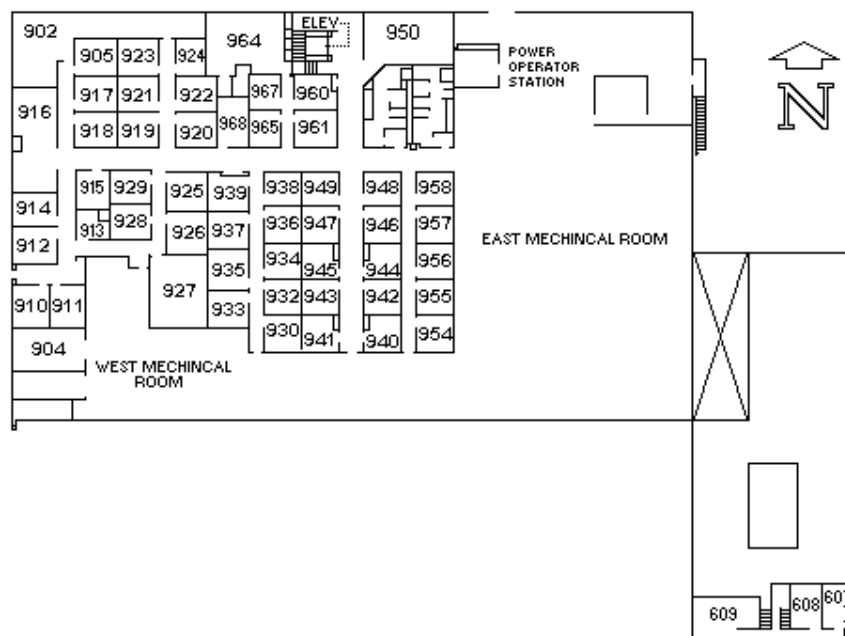 902
964
ELEV
950
905 923 924
POWER
OPERATOR
STATION
917 921 922 967 960
916
918 919 920 968 965 961
N
915 929 925 939 938 949 948 958
914
913 928 926 937 936 947 946 957
912
EAST MECHINCAL ROOM
927 935 934 945 944 956
910 911 933 932 943 942 955
904
930 941 940 954
WEST MECHINCAL
ROOM
609 608